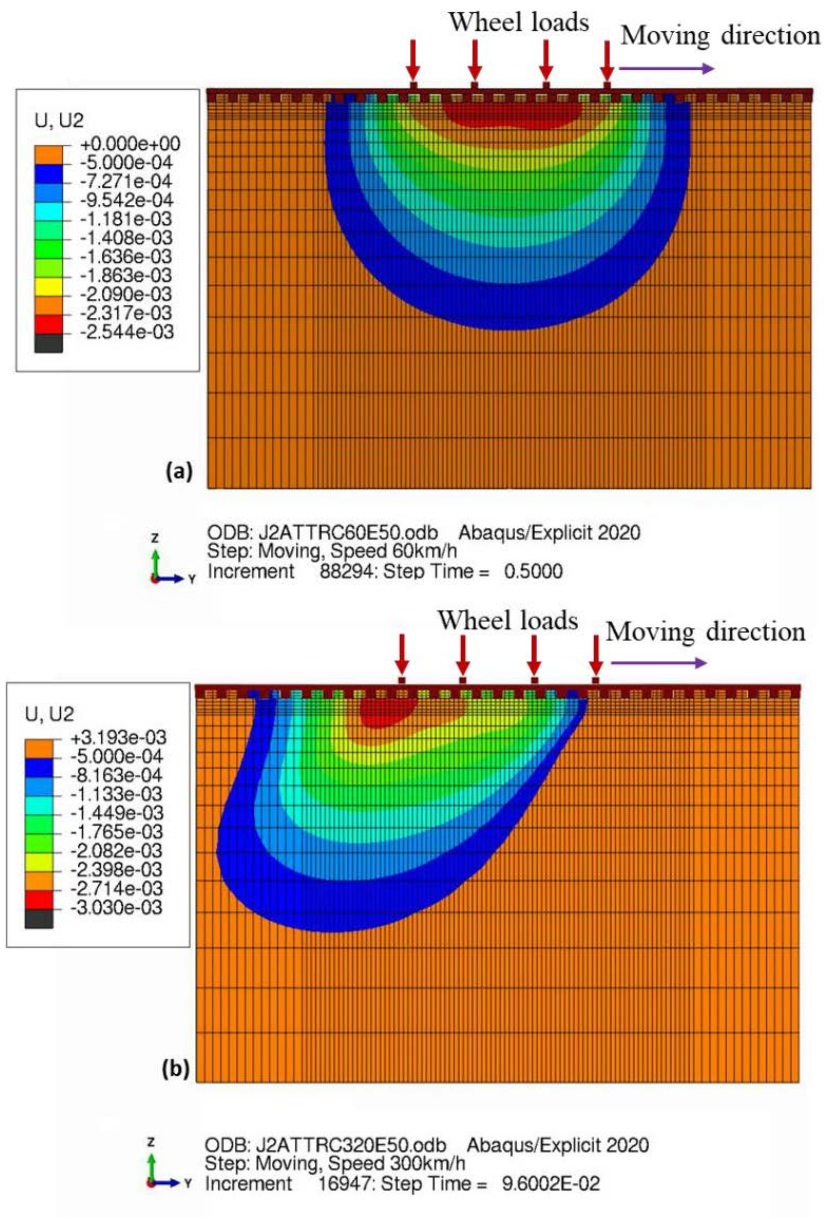 Wheel loads
Moving direction
U, U2
+0.000e+00
-5.000e-04
-7.271e-04
-9.542e-04
-1.181e-03
-1.408e-03
-1.636e-03
-1.863e-03
-2.090e-03
-2.317e-03
-2.544e-03
(a)
Z
Y
ODB: J2ATTRC60E50.odb Abaqus/Explicit 2020
Step: Moving, Speed 60km/h
Increment 88294: Step Time = 0.5000
Wheel loads
Moving direction
U, U2
+3.193e-03
-5.000e-04
-8.163e-04
-1.133e-03
-1.449e-03
-1.765e-03
-2.082e-03
-2.398e-03
-2.714e-03
-3.030e-03
(b)
Z
Y
ODB: J2ATTRC320E50.odb Abaqus/Explicit 2020
Step: Moving, Speed 300km/h
Increment 16947: Step Time = 9.6002E-02